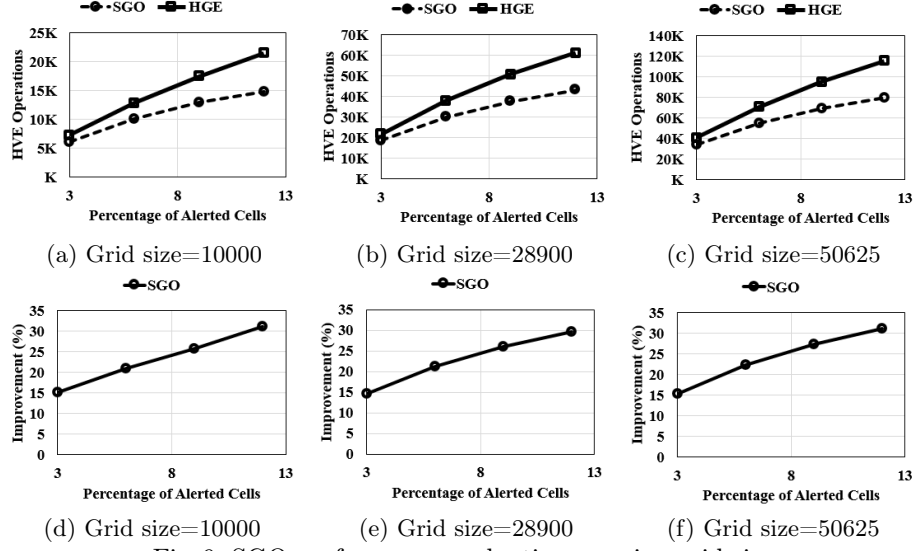 SGO HGE
SGO HGE
SGO HGE
HVE Operations
25K
20K
15K
10K
5K
K
3 8 13
Percentage of Alerted Cells
HVE Operations
70K
60K
50K
40K
30K
20K
10K
K
3 8 13
Percentage of Alerted Cells
HVE Operations
140K
120K
100K
80K
60K
40K
20K
K
3 8 13
Percentage of Alerted Cells
(a) Grid size=10000
(b) Grid size=28900
(c) Grid size=50625
SGO
SGO
SGO
Improvement (%)
35
30
25
20
15
10
5
0
3 8 13
Percentage of Alerted Cells
Improvement (%)
35
30
25
20
15
10
5
0
3 8 13
Percentage of Alerted Cells
Improvement (%)
35
30
25
20
15
10
5
0
3 8 13
Percentage of Alerted Cells
(d) Grid size=10000
(e) Grid size=28900
(f) Grid size=50625